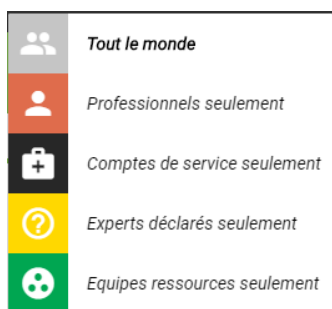 Tout le monde
Professionnels seulement
Comptes de service seulement
Experts déclarés seulement
Equipes ressources seulement